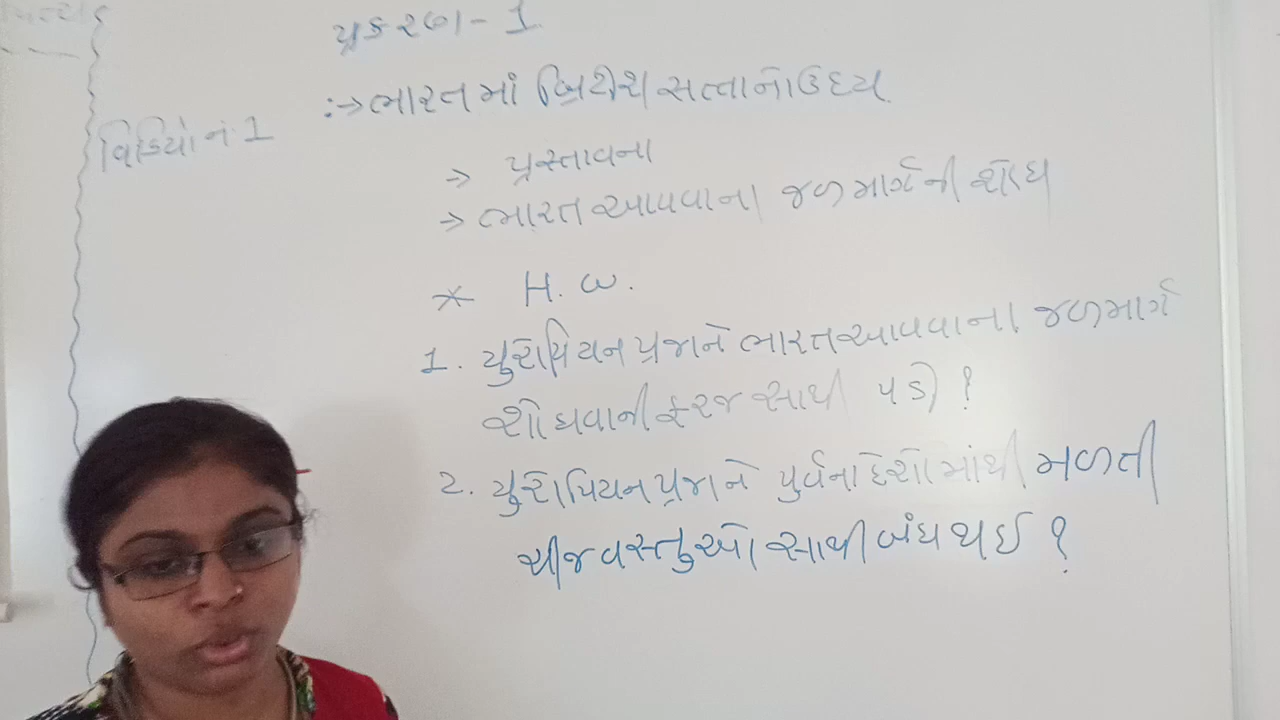 પ્રકરણ - 1
:→ ભારતમાં બ્રિટીશ સત્તાનો ઉદય
વિડિયો નં. 1
→ પ્રસ્તાવના
→ ભારત આવવાના જળમાર્ગની શોધ
* H. W.
1. યુરોપિયન પ્રજાને ભારત આવવાના જળમાર્ગ
શોધવાની ફરજ સાથી પડી ?
2. યુરોપિયન પ્રજાને પુર્વના દેશોમાંથી મળતી
ચીજવસ્તુઓ સાથી બંધ થઈ ?